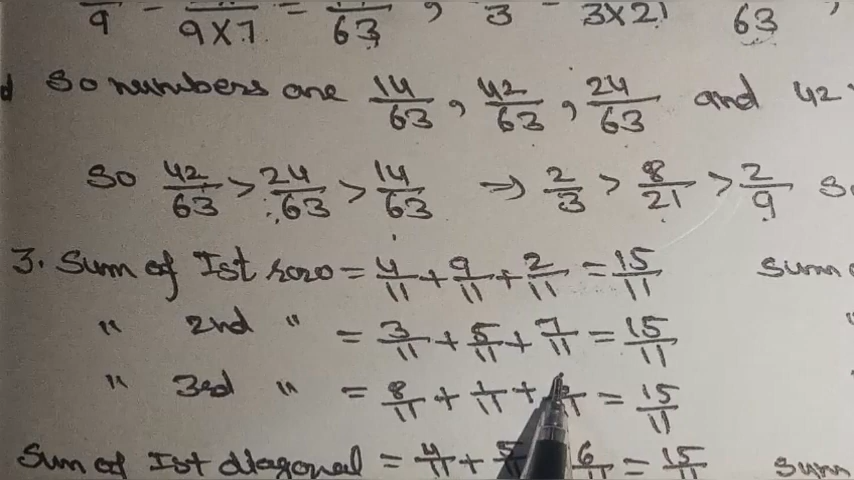 9 - 9×7 = 63 , 3 - 3×21 63 ,
So numbers are 14/63 , 42/63 , 24/63 and 42
So 42/63 > 24/63 > 14/63 ⇒ 2/3 > 8/21 > 2/9 S
3. Sum of Ist row = 4/11 + 9/11 + 2/11 = 15/11 Sum
" 2nd " = 3/11 + 5/11 + 7/11 = 15/11 "
" 3rd " = 8/11 + 1/11 + /11 = 15/11
Sum of Ist diagonal = 4/11 + 5/11 6/11 = 15/11 Sum